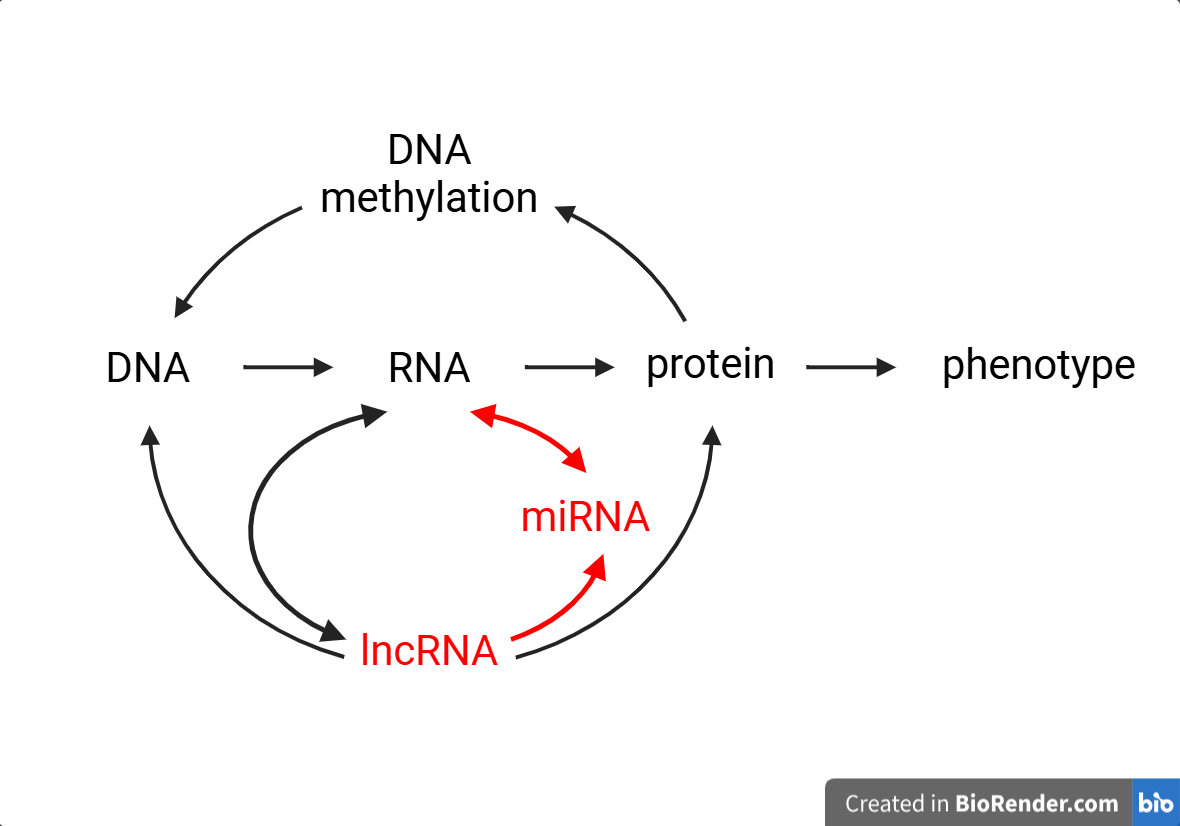 DNA
methylation
DNA
RNA
protein
phenotype
miRNA
lncRNA
Created in BioRender.com bio